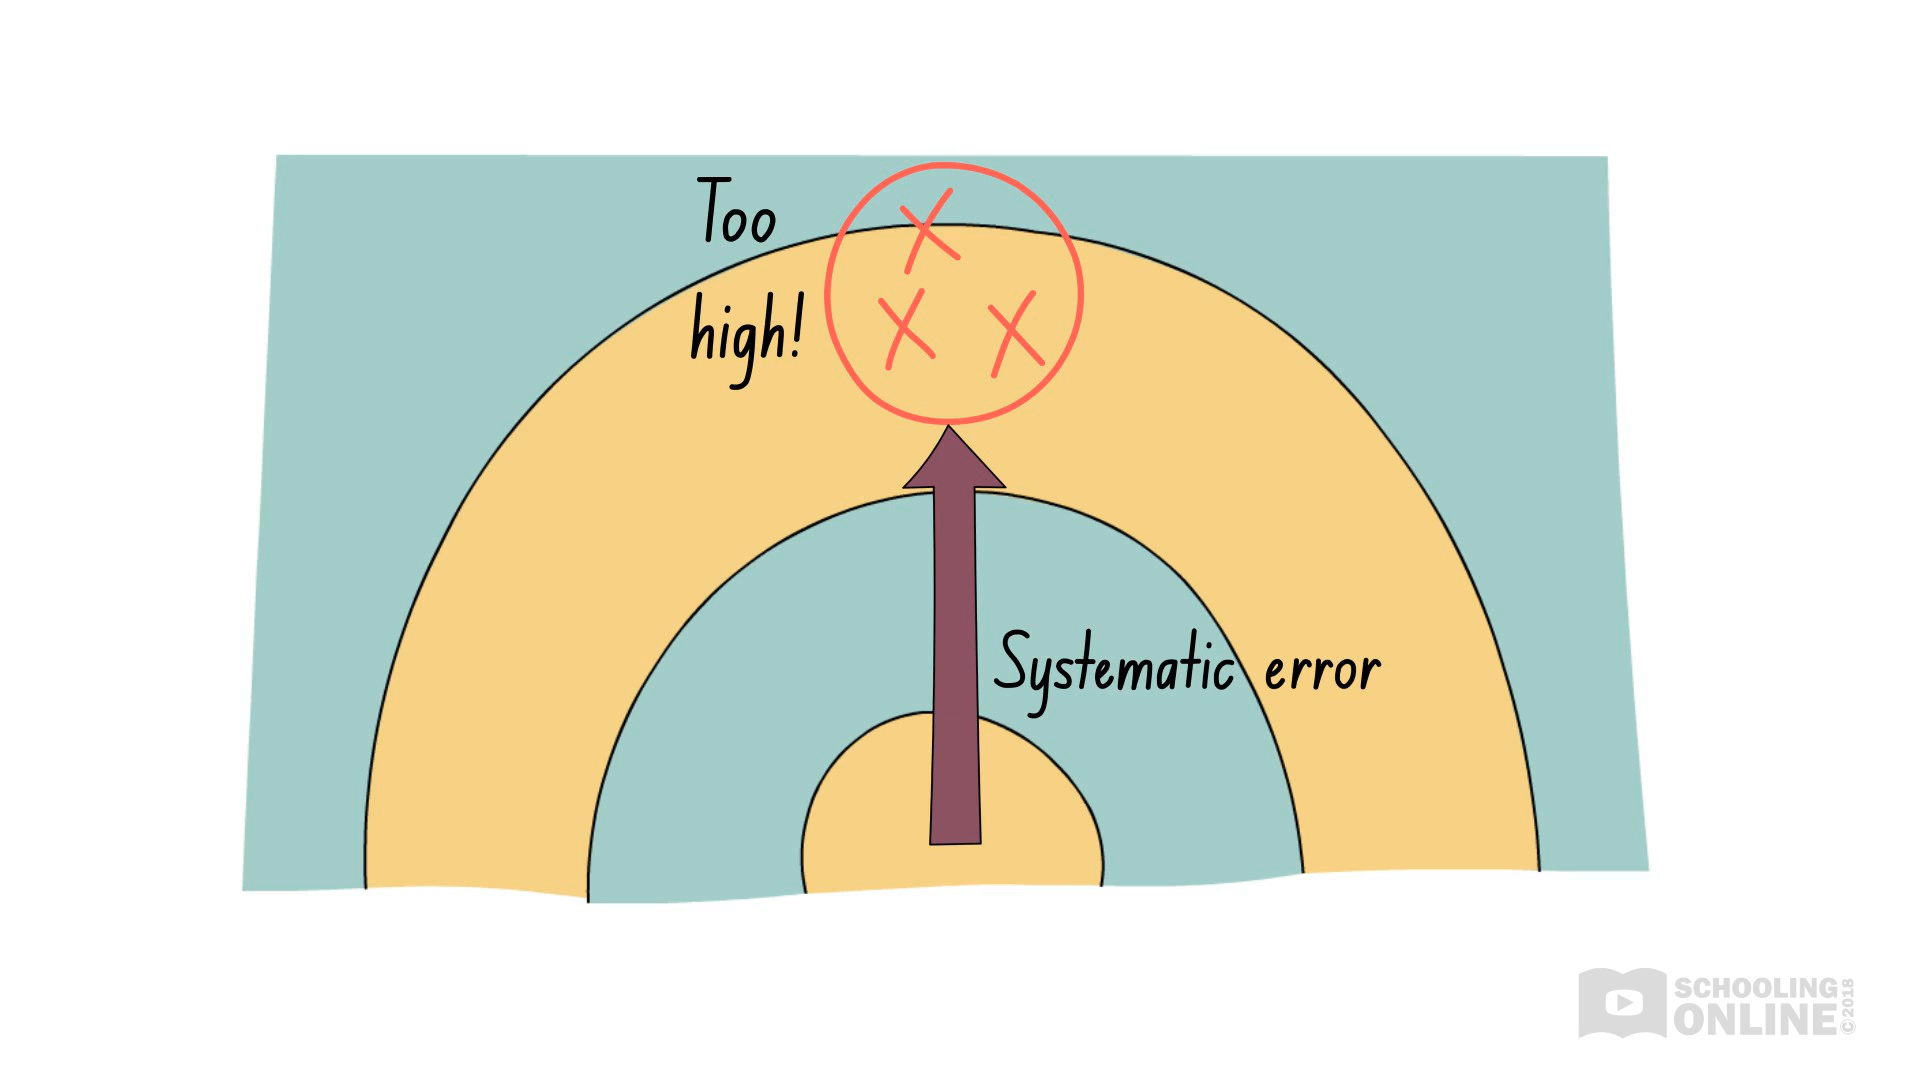 Too
high!
Systematic error
SCHOOLING
ONLINE
©2018